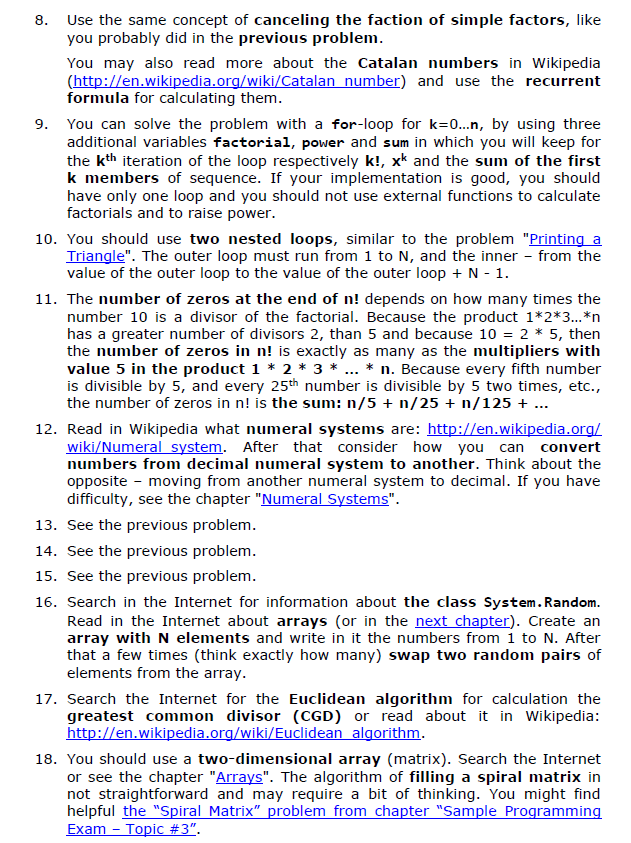 8. Use the same concept of canceling the faction of simple factors, like
you probably did in the previous problem.
You may also read more about the Catalan numbers in Wikipedia
(http://en.wikipedia.org/wiki/Catalan_number) and use the recurrent
formula for calculating them.
9. You can solve the problem with a for-loop for k=0…n, by using three
additional variables factorial, power and sum in which you will keep for
the kth iteration of the loop respectively k!, xk and the sum of the first
k members of sequence. If your implementation is good, you should
have only one loop and you should not use external functions to calculate
factorials and to raise power.
10. You should use two nested loops, similar to the problem "Printing a
Triangle". The outer loop must run from 1 to N, and the inner – from the
value of the outer loop to the value of the outer loop + N - 1.
11. The number of zeros at the end of n! depends on how many times the
number 10 is a divisor of the factorial. Because the product 1*2*3…*n
has a greater number of divisors 2, than 5 and because 10 = 2 * 5, then
the number of zeros in n! is exactly as many as the multipliers with
value 5 in the product 1 * 2 * 3 * … * n. Because every fifth number
is divisible by 5, and every 25th number is divisible by 5 two times, etc.,
the number of zeros in n! is the sum: n/5 + n/25 + n/125 + …
12. Read in Wikipedia what numeral systems are: http://en.wikipedia.org/
wiki/Numeral_system. After that consider how you can convert
numbers from decimal numeral system to another. Think about the
opposite – moving from another numeral system to decimal. If you have
difficulty, see the chapter "Numeral Systems".
13. See the previous problem.
14. See the previous problem.
15. See the previous problem.
16. Search in the Internet for information about the class System.Random.
Read in the Internet about arrays (or in the next chapter). Create an
array with N elements and write in it the numbers from 1 to N. After
that a few times (think exactly how many) swap two random pairs of
elements from the array.
17. Search the Internet for the Euclidean algorithm for calculation the
greatest common divisor (CGD) or read about it in Wikipedia:
http://en.wikipedia.org/wiki/Euclidean_algorithm.
18. You should use a two-dimensional array (matrix). Search the Internet
or see the chapter "Arrays". The algorithm of filling a spiral matrix in
not straightforward and may require a bit of thinking. You might find
helpful the “Spiral Matrix” problem from chapter “Sample Programming
Exam – Topic #3”.